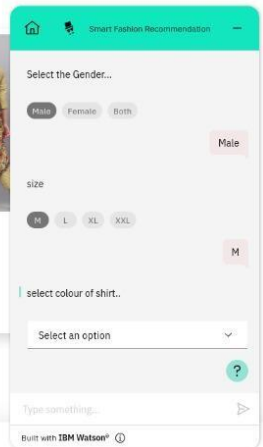 Smart Fashion Recommendation
Select the Gender...
Male Female Both
Male
size
M L XL XXL
M
select colour of shirt..
Select an option
?
Type something...
Built with IBM Watson®